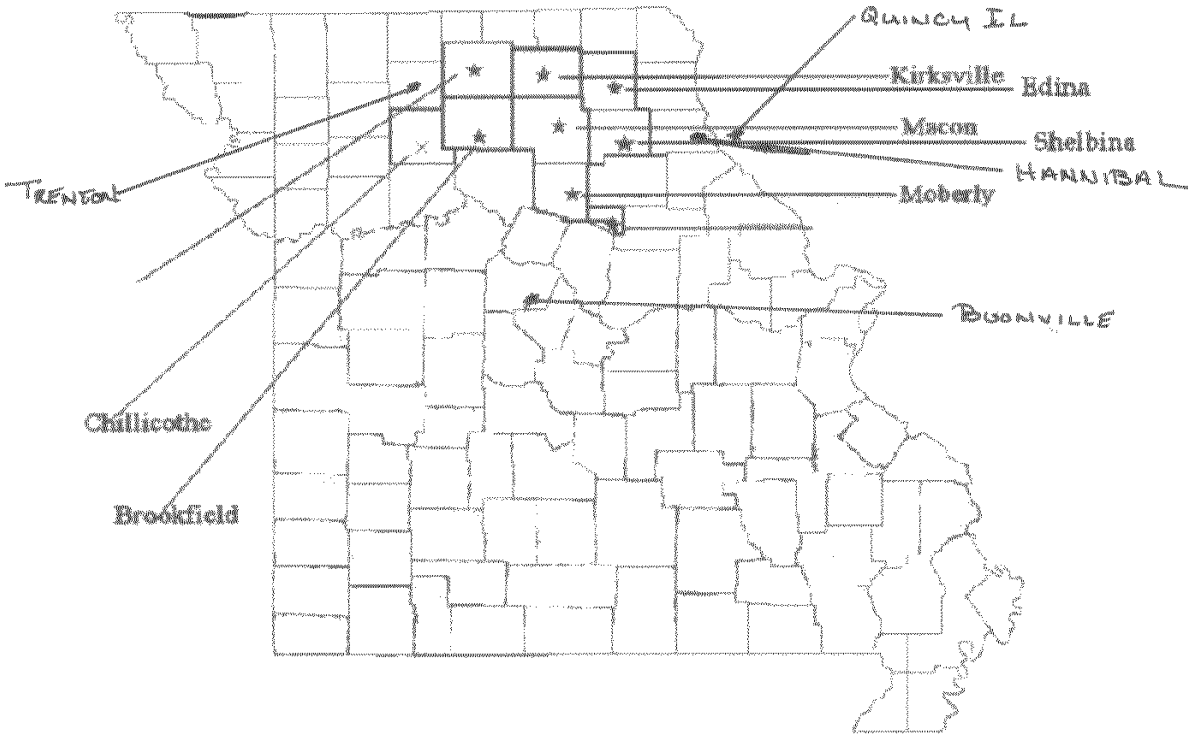 QUINCY IL
Kirksville
Edina
Macon
Shelbina
HANNIBAL
TRENTON
Moberly
BOONVILLE
Chillicothe
Brookfield